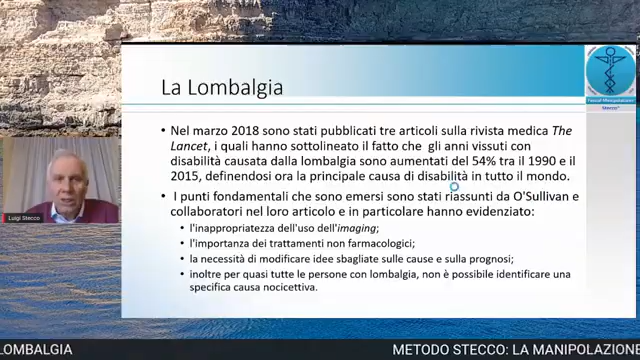 La Lombalgia
• Nel marzo 2018 sono stati pubblicati tre articoli sulla rivista medica The
Lancet, i quali hanno sottolineato il fatto che gli anni vissuti con
disabilità causata dalla lombalgia sono aumentati del 54% tra il 1990 e il
2015, definendosi ora la principale causa di disabilità in tutto il mondo.
• I punti fondamentali che sono emersi sono stati riassunti da O'Sullivan e
collaboratori nel loro articolo e in particolare hanno evidenziato:
• l'inappropriatezza dell'uso dell'imaging;
• l'importanza dei trattamenti non farmacologici;
• la necessità di modificare idee sbagliate sulle cause e sulla prognosi;
• inoltre per quasi tutte le persone con lombalgia, non è possibile identificare una
specifica causa nocicettiva.
Luigi Stecco
Stecco
LOMBALGIA
METODO STECCO: LA MANIPOLAZIONE